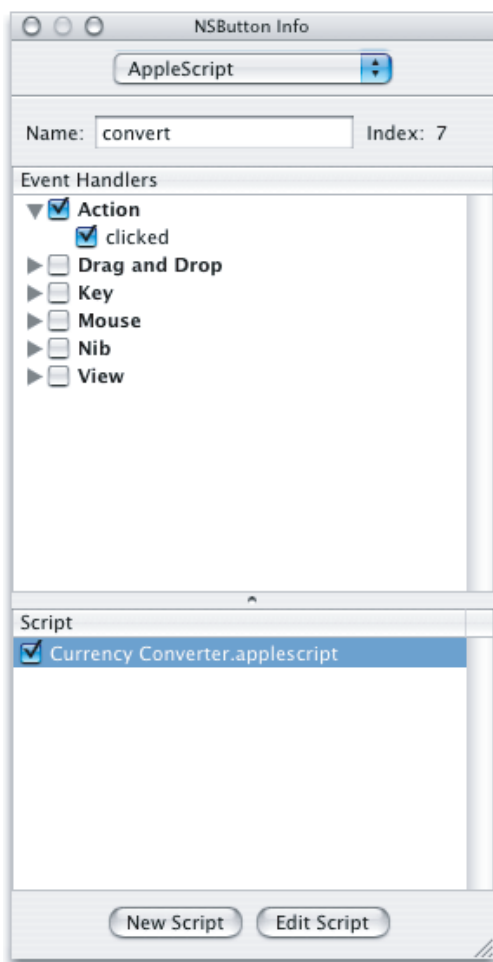 NSButton Info
AppleScript
Name: convert Index: 7
Event Handlers
Action
clicked
Drag and Drop
Key
Mouse
Nib
View
Script
Currency Converter.applescript
New Script Edit Script